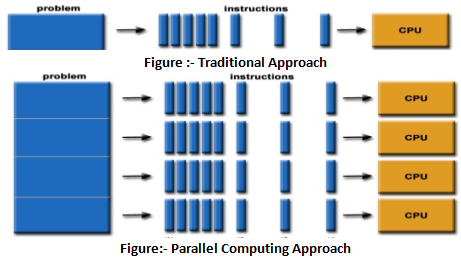 problem instructions
CPU
Figure :- Traditional Approach
problem instructions
CPU
CPU
CPU
CPU
Figure:- Parallel Computing Approach